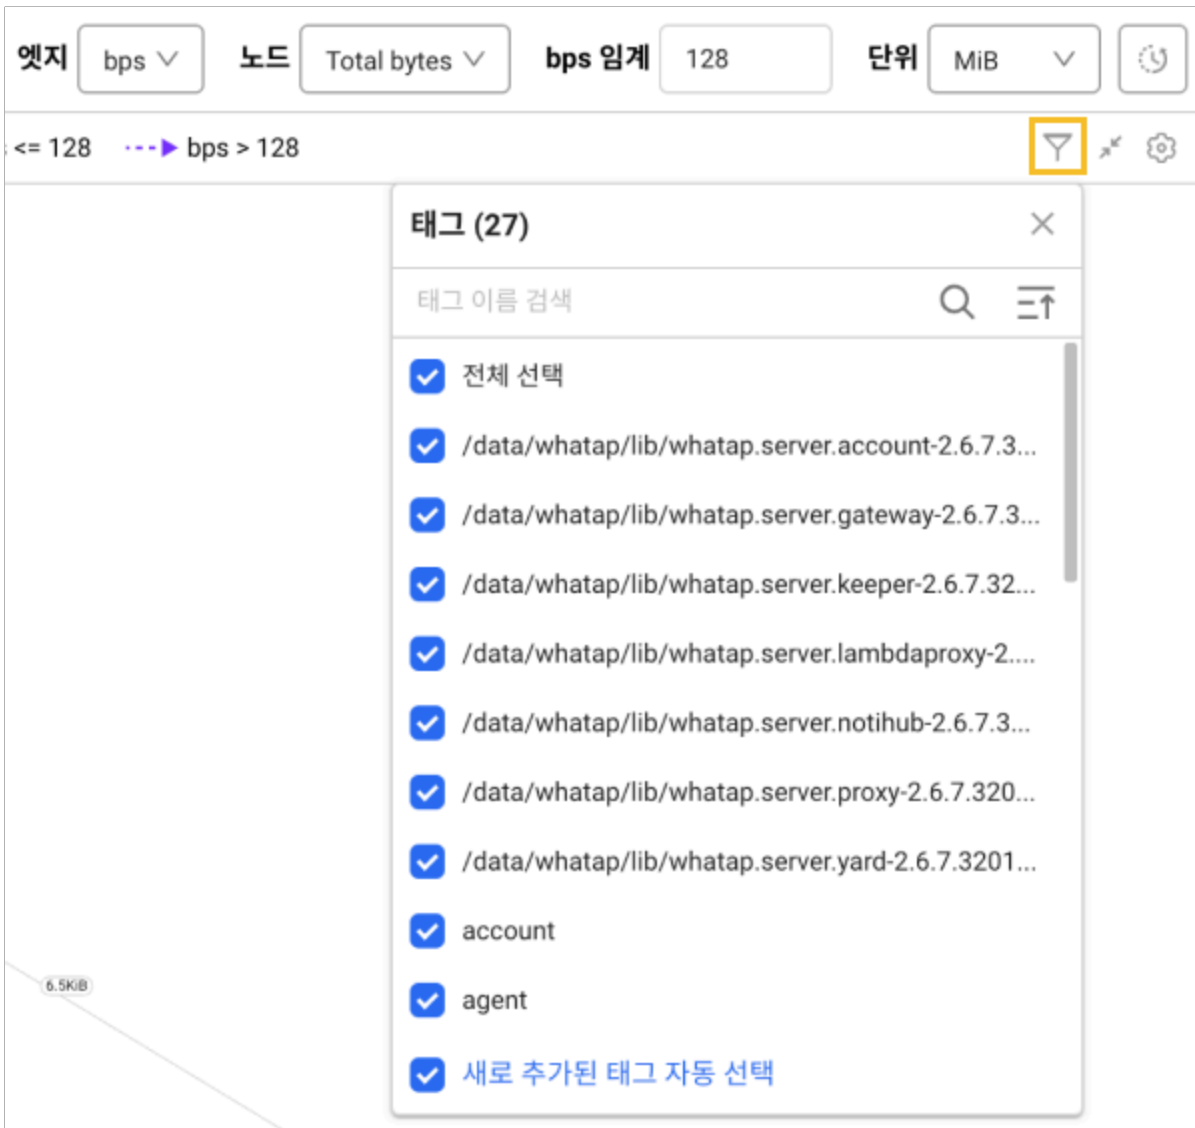 엣지 bps 노드 Total bytes bps 임계 128 단위 MiB
<= 128 bps > 128
태그 (27)
태그 이름 검색
전체 선택
/data/whatap/lib/whatap.server.account-2.6.7.3...
/data/whatap/lib/whatap.server.gateway-2.6.7.3...
/data/whatap/lib/whatap.server.keeper-2.6.7.32...
/data/whatap/lib/whatap.server.lambdaproxy-2....
/data/whatap/lib/whatap.server.notihub-2.6.7.3...
/data/whatap/lib/whatap.server.proxy-2.6.7.320...
/data/whatap/lib/whatap.server.yard-2.6.7.3201...
account
6.5KiB
agent
새로 추가된 태그 자동 선택